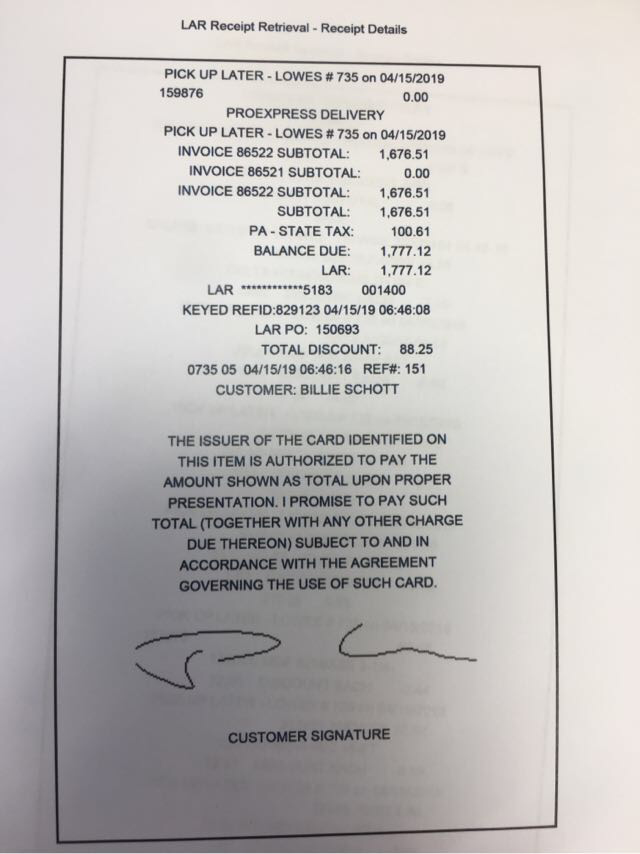 LAR Receipt Retrieval - Receipt Details
PICK UP LATER - LOWES # 735 on 04/15/2019
159876 0.00
PROEXPRESS DELIVERY
PICK UP LATER - LOWES # 735 on 04/15/2019
INVOICE 86522 SUBTOTAL: 1,676.51
INVOICE 86521 SUBTOTAL: 0.00
INVOICE 86522 SUBTOTAL: 1,676.51
SUBTOTAL: 1,676.51
PA - STATE TAX: 100.61
BALANCE DUE: 1,777.12
LAR: 1,777.12
LAR ************5183 001400
KEYED REFID:829123 04/15/19 06:46:08
LAR PO: 150693
TOTAL DISCOUNT: 88.25
0735 05 04/15/19 06:46:16 REF#: 151
CUSTOMER: BILLIE SCHOTT
THE ISSUER OF THE CARD IDENTIFIED ON
THIS ITEM IS AUTHORIZED TO PAY THE
AMOUNT SHOWN AS TOTAL UPON PROPER
PRESENTATION. I PROMISE TO PAY SUCH
TOTAL (TOGETHER WITH ANY OTHER CHARGE
DUE THEREON) SUBJECT TO AND IN
ACCORDANCE WITH THE AGREEMENT
GOVERNING THE USE OF SUCH CARD.
CUSTOMER SIGNATURE